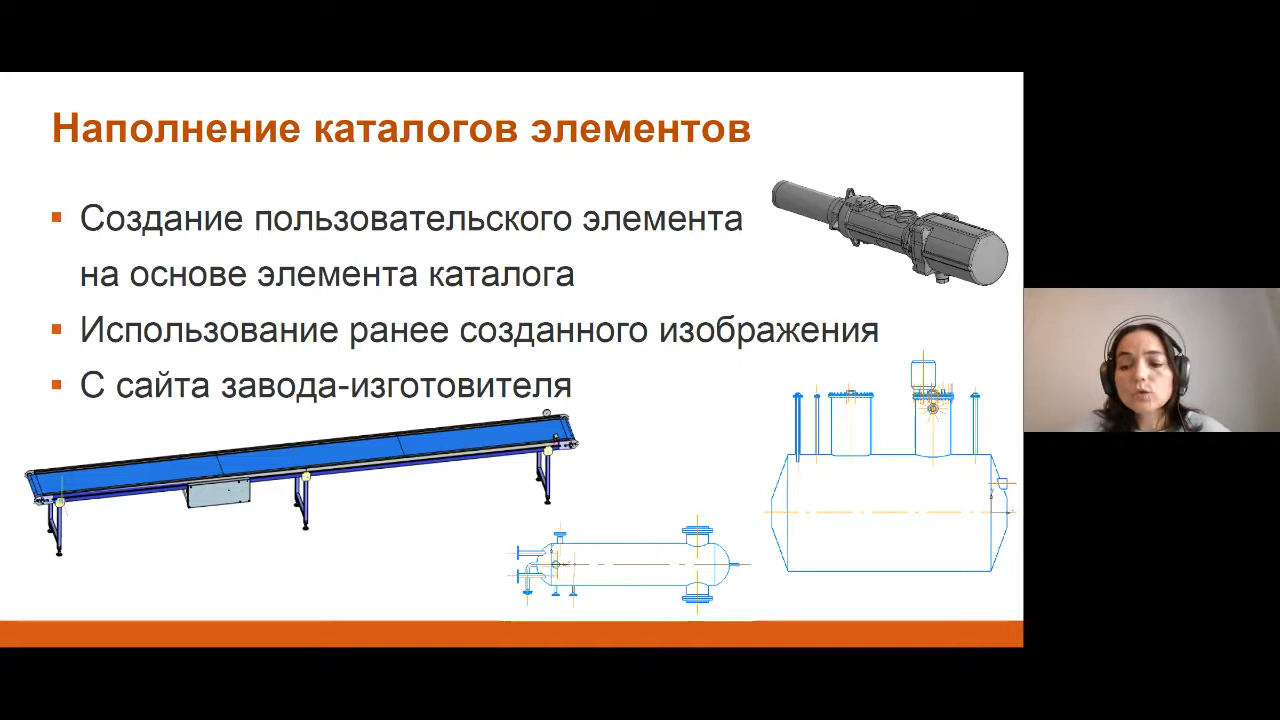 Наполнение каталогов элементов
▪ Создание пользовательского элемента
на основе элемента каталога
▪ Использование ранее созданного изображения
▪ С сайта завода-изготовителя